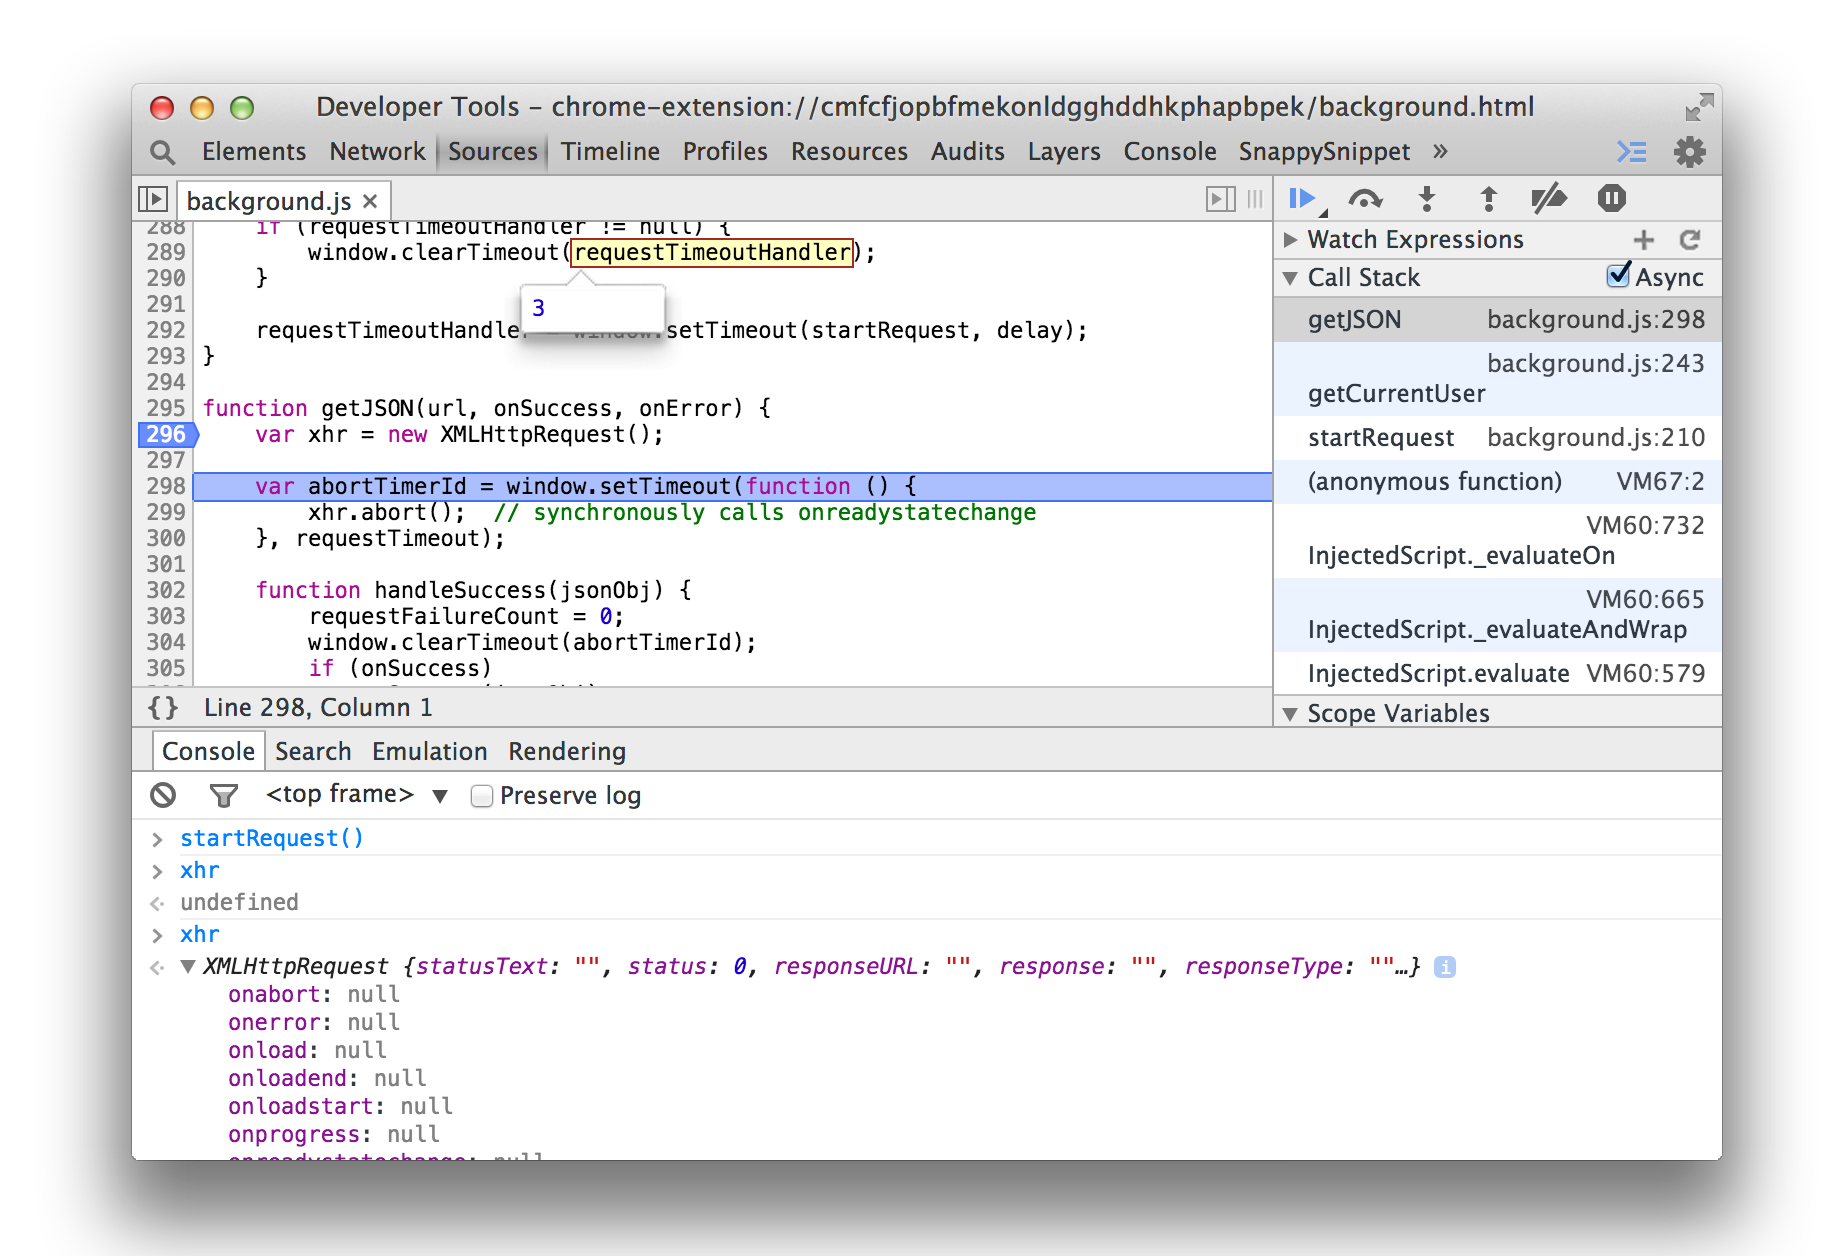 Developer Tools - chrome-extension://cmfcfjopbfmekonldgghddhkphapbpek/background.html
Elements Network Sources Timeline Profiles Resources Audits Layers Console SnappySnippet »
background.js ×
288 if (requestTimeoutHandler != null) {
289 window.clearTimeout(requestTimeoutHandler);
290 }
3
291
292 requestTimeoutHandler = window.setTimeout(startRequest, delay);
293 }
294
295 function getJSON(url, onSuccess, onError) {
296 var xhr = new XMLHttpRequest();
297
298 var abortTimerId = window.setTimeout(function () {
299 xhr.abort(); // synchronously calls onreadystatechange
300 }, requestTimeout);
301
302 function handleSuccess(jsonObj) {
303 requestFailureCount = 0;
304 window.clearTimeout(abortTimerId);
305 if (onSuccess)
{} Line 298, Column 1
Watch Expressions
Call Stack Async
getJSON background.js:298
background.js:243
getCurrentUser
startRequest background.js:210
(anonymous function) VM67:2
VM60:732
InjectedScript._evaluateOn
VM60:665
InjectedScript._evaluateAndWrap
InjectedScript.evaluate VM60:579
Scope Variables
Console Search Emulation Rendering
<top frame> Preserve log
startRequest()
xhr
undefined
xhr
XMLHttpRequest {statusText: "", status: 0, responseURL: "", response: "", responseType: ""…} i
onabort: null
onerror: null
onload: null
onloadend: null
onloadstart: null
onprogress: null
onreadystatechange: null